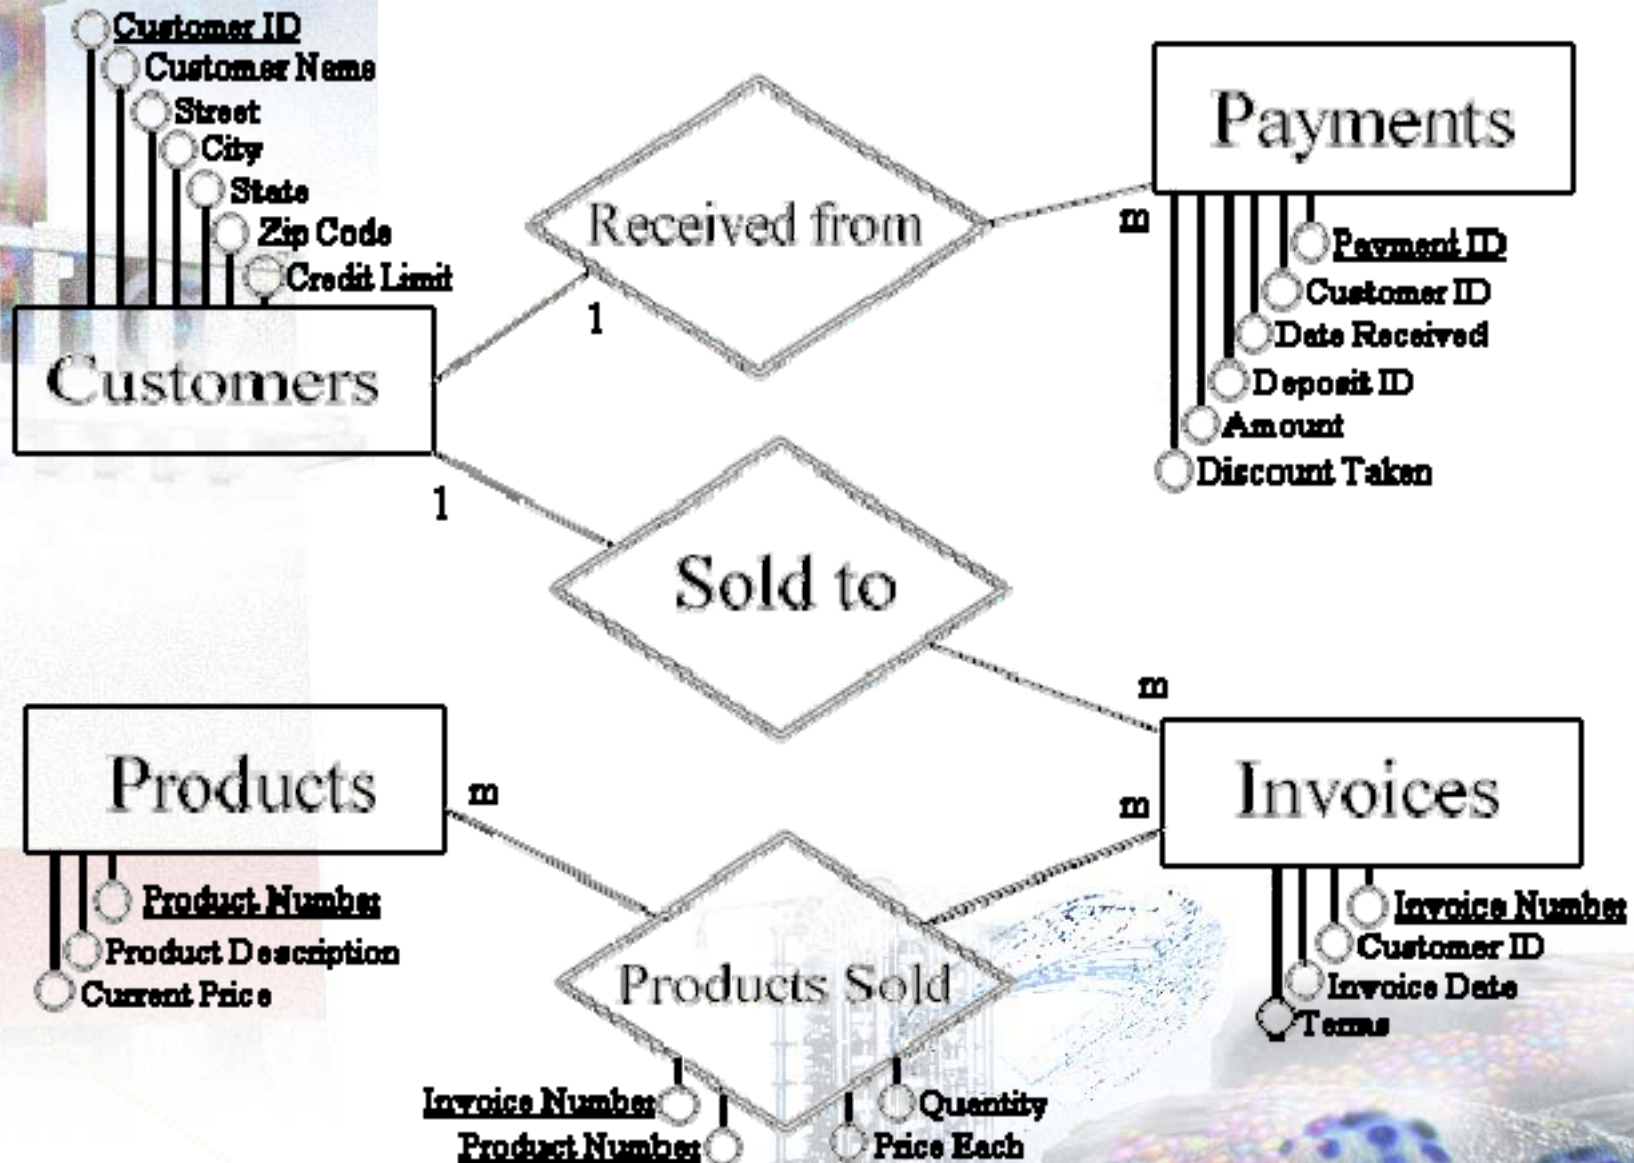 Customer ID
Customer Name
Street
City
State
Zip Code
Credit Limit
Customers
1
1
Received from
m
Payments
Payment ID
Customer ID
Date Received
Deposit ID
Amount
Discount Taken
Sold to
m
Products
m
Product Number
Product Description
Current Price
m
Invoices
Invoice Number
Customer ID
Invoice Date
Terms
Products Sold
Invoice Number
Product Number
Quantity
Price Each